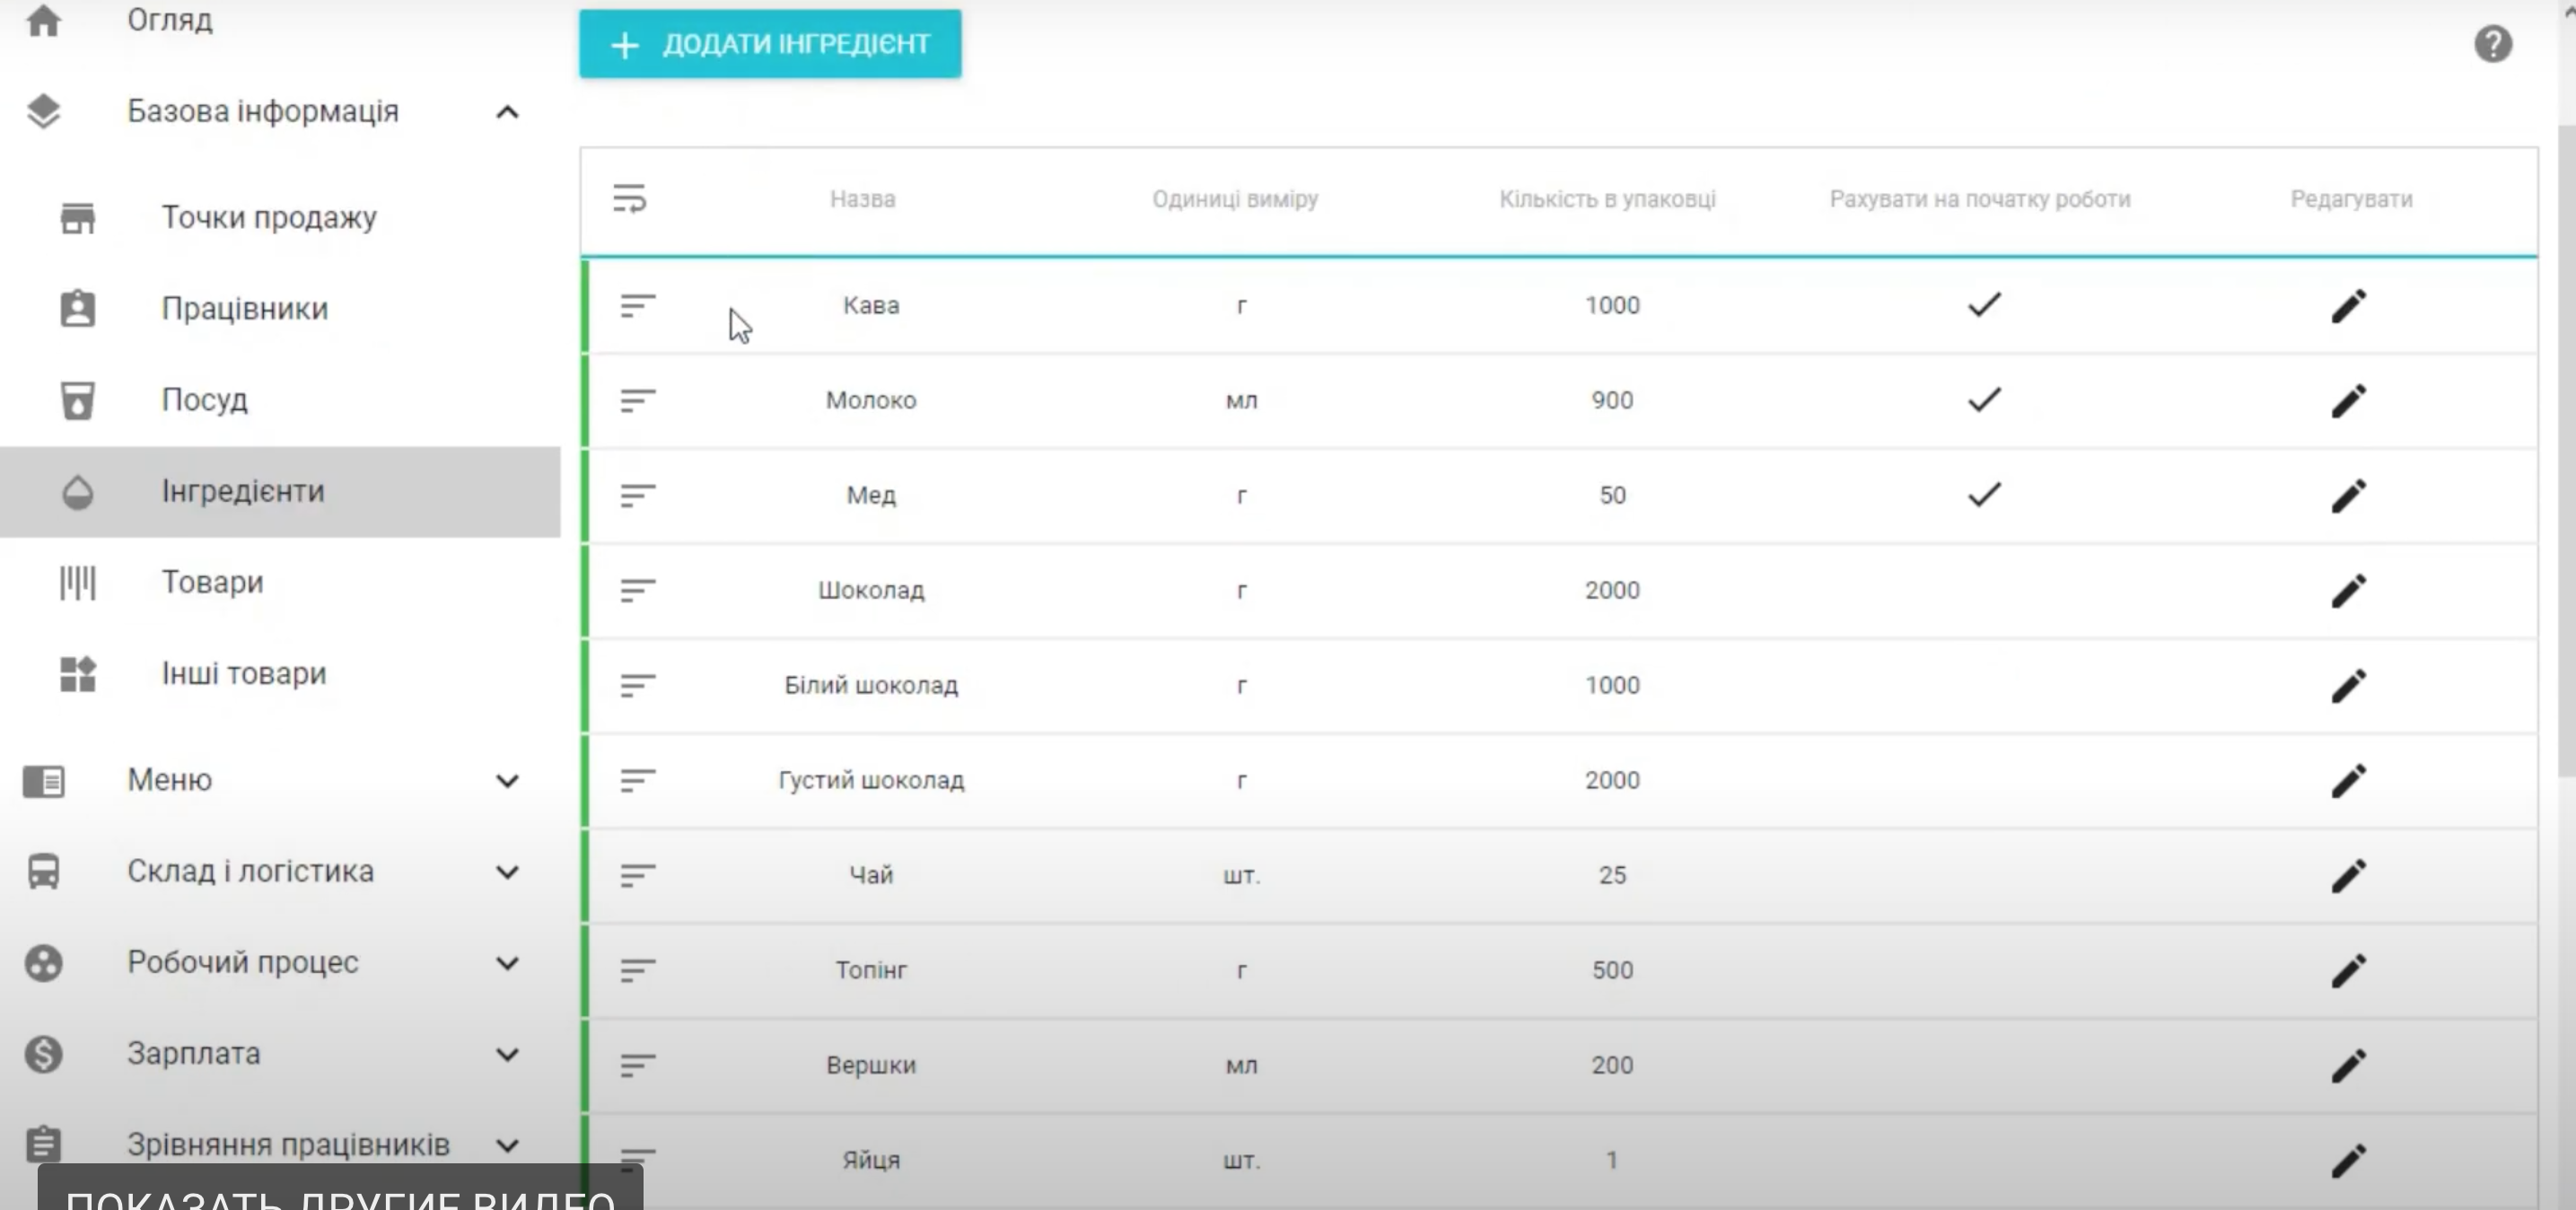 Огляд
Базова інформація
Точки продажу
Працівники
Посуд
Інгредієнти
Товари
Інші товари
Меню
Склад і логістика
Робочий процес
Зарплата
Зрівняння працівників
ПОКАЗАТЬ ДРУГИЕ ВИДЕО
+ ДОДАТИ ІНГРЕДІЄНТ
?
Назва Одиниці виміру Кількість в упаковці Рахувати на початку роботи Редагувати
Кава г 1000
Молоко мл 900
Мед г 50
Шоколад г 2000
Білий шоколад г 1000
Густий шоколад г 2000
Чай шт. 25
Топінг г 500
Вершки мл 200
Яйця шт. 1